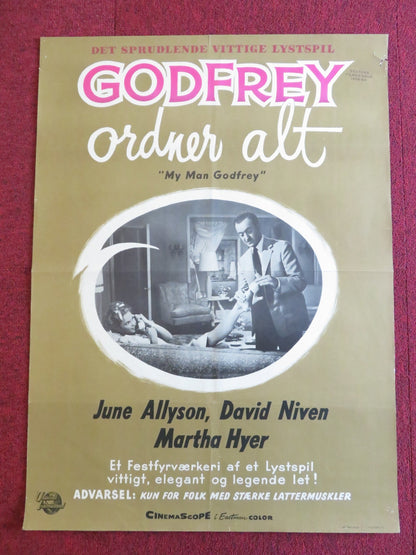 DET SPRUDLENDE VITTIGE LYSTSPIL
GODFREY
ordner alt
"My Man Godfrey"
June Allyson, David Niven
Martha Hyer
Et Festfyrværkeri af et Lystspil
vittigt, elegant og legende let!
ADVARSEL: KUN FOR FOLK MED STÆRKE LATTERMUSKLER
CINEMASCOPE i Eastman COLOR